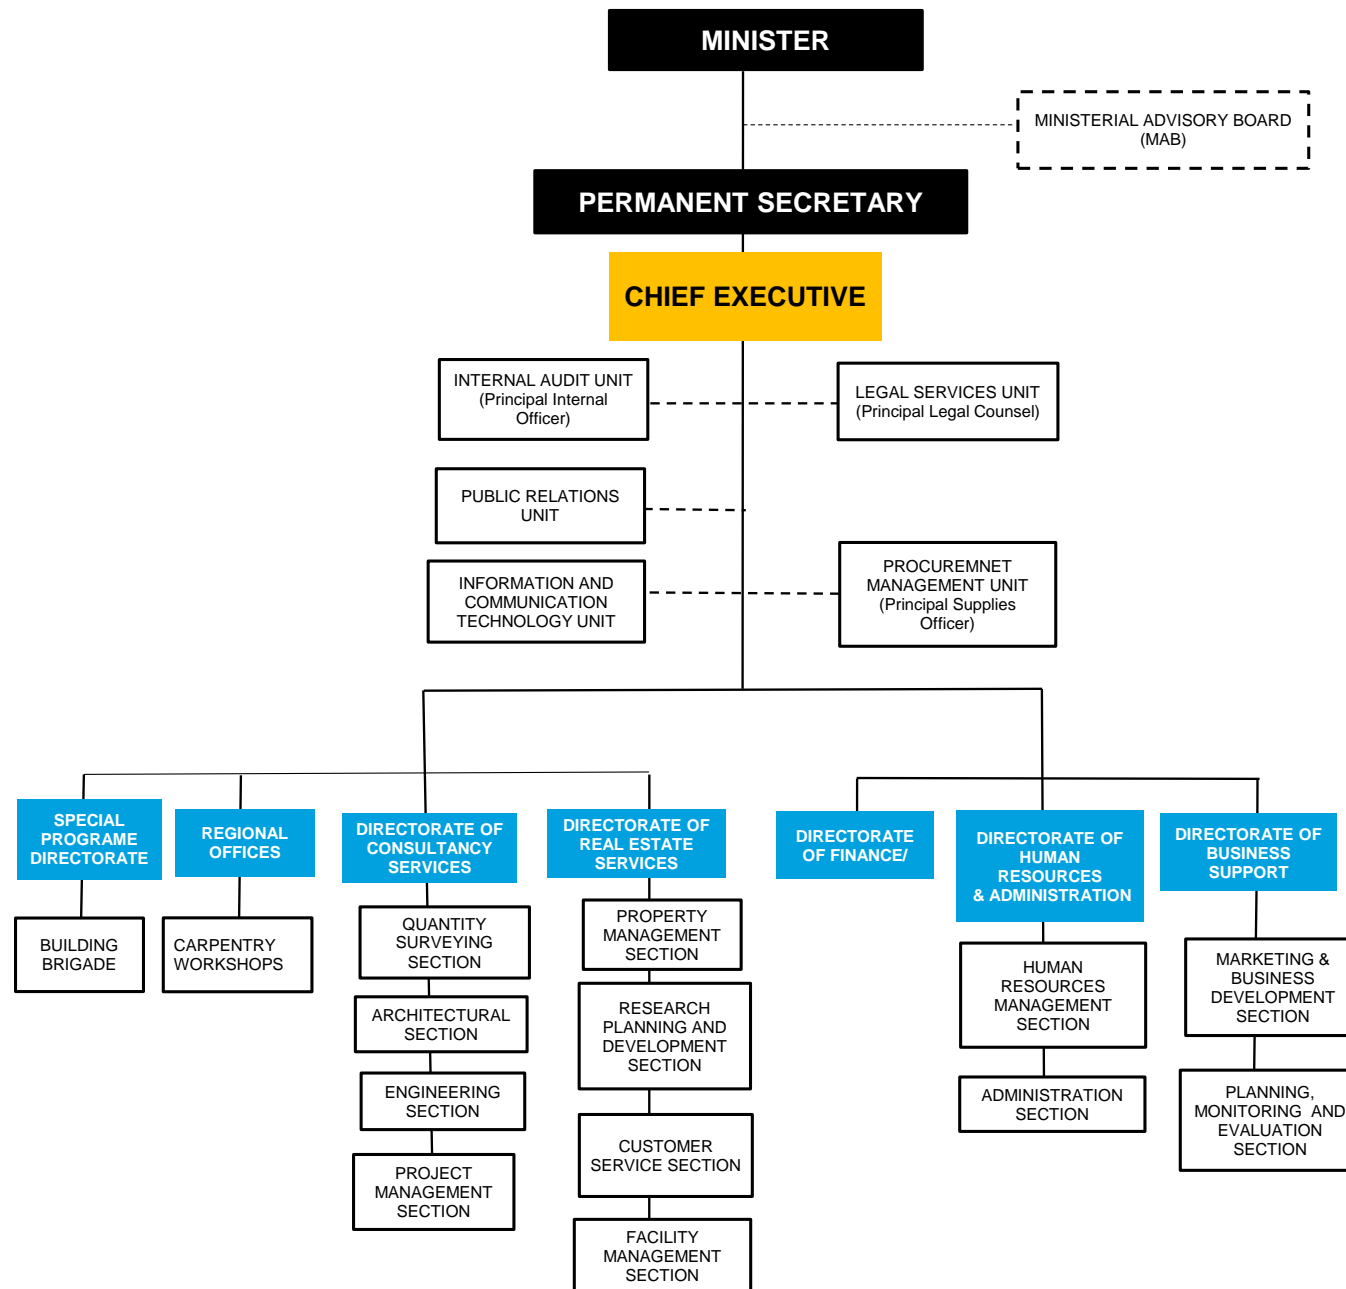 MINISTER
MINISTERIAL ADVISORY BOARD
(MAB)
PERMANENT SECRETARY
CHIEF EXECUTIVE
INTERNAL AUDIT UNIT
(Principal Internal
Officer)
LEGAL SERVICES UNIT
(Principal Legal Counsel)
PUBLIC RELATIONS
UNIT
INFORMATION AND
COMMUNICATION
TECHNOLOGY UNIT
PROCUREMNET
MANAGEMENT UNIT
(Principal Supplies
Officer)
SPECIAL
PROGRAME
DIRECTORATE
REGIONAL
OFFICES
DIRECTORATE OF
CONSULTANCY
SERVICES
DIRECTORATE OF
REAL ESTATE
SERVICES
DIRECTORATE
OF FINANCE/
DIRECTORATE OF
HUMAN
RESOURCES
& ADMINISTRATION
DIRECTORATE OF
BUSINESS
SUPPORT
BUILDING
BRIGADE
CARPENTRY
WORKSHOPS
QUANTITY
SURVEYING
SECTION
ARCHITECTURAL
SECTION
ENGINEERING
SECTION
PROJECT
MANAGEMENT
SECTION
PROPERTY
MANAGEMENT
SECTION
RESEARCH
PLANNING AND
DEVELOPMENT
SECTION
CUSTOMER
SERVICE SECTION
FACILITY
MANAGEMENT
SECTION
HUMAN
RESOURCES
MANAGEMENT
SECTION
ADMINISTRATION
SECTION
MARKETING &
BUSINESS
DEVELOPMENT
SECTION
PLANNING,
MONITORING AND
EVALUATION
SECTION